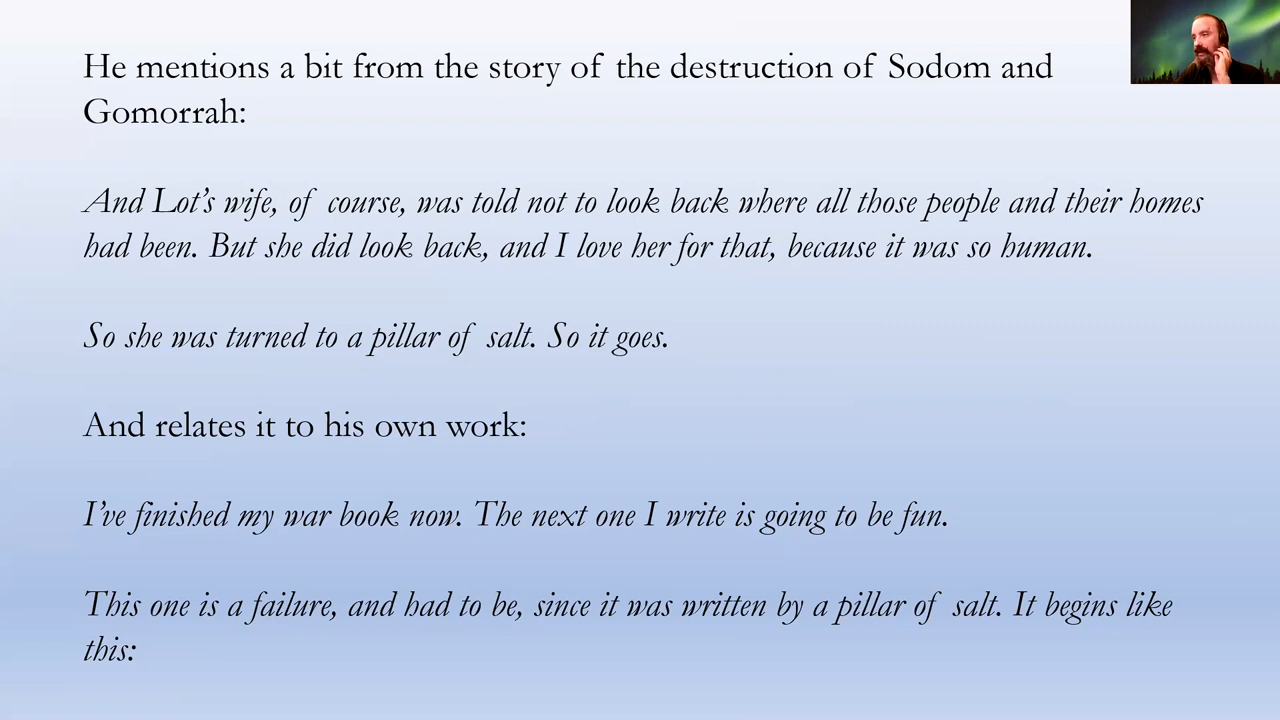 He mentions a bit from the story of the destruction of Sodom and
Gomorrah:
And Lot’s wife, of course, was told not to look back where all those people and their homes
had been. But she did look back, and I love her for that, because it was so human.
So she was turned to a pillar of salt. So it goes.
And relates it to his own work:
I’ve finished my war book now. The next one I write is going to be fun.
This one is a failure, and had to be, since it was written by a pillar of salt. It begins like
this: